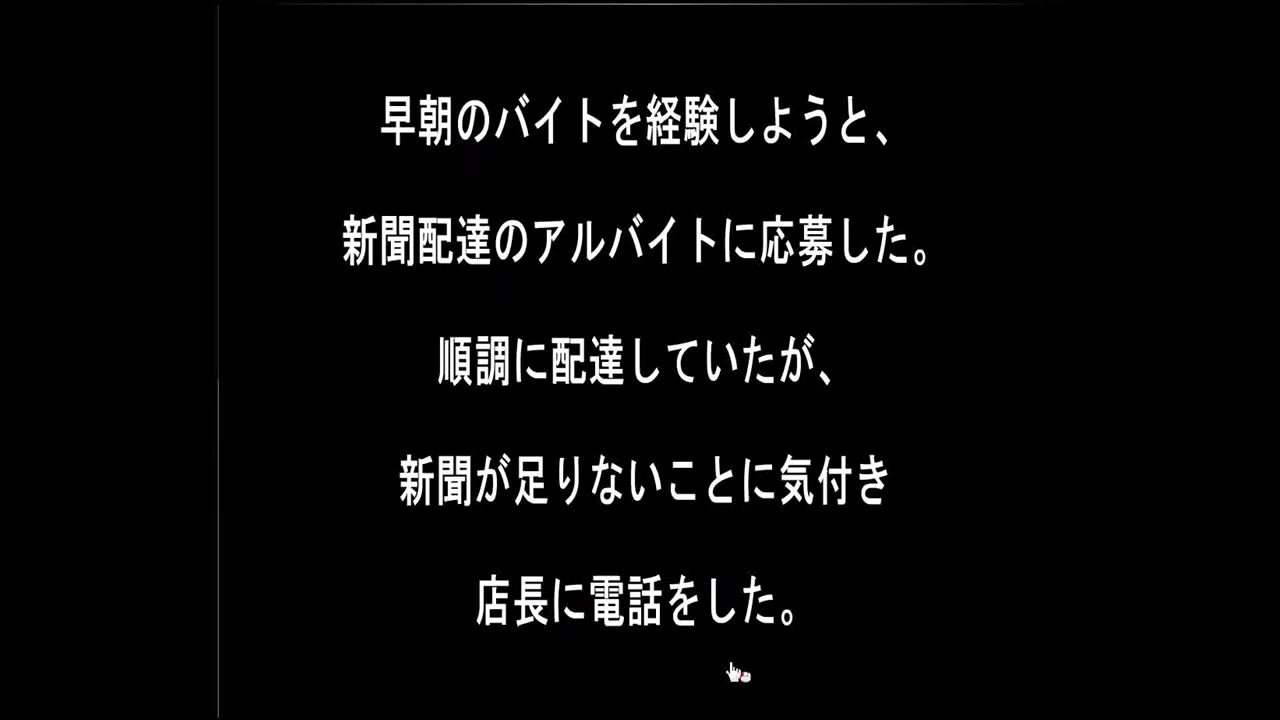 早朝のバイトを経験しようと、
新聞配達のアルバイトに応募した。
順調に配達していたが、
新聞が足りないことに気付き
店長に電話をした。